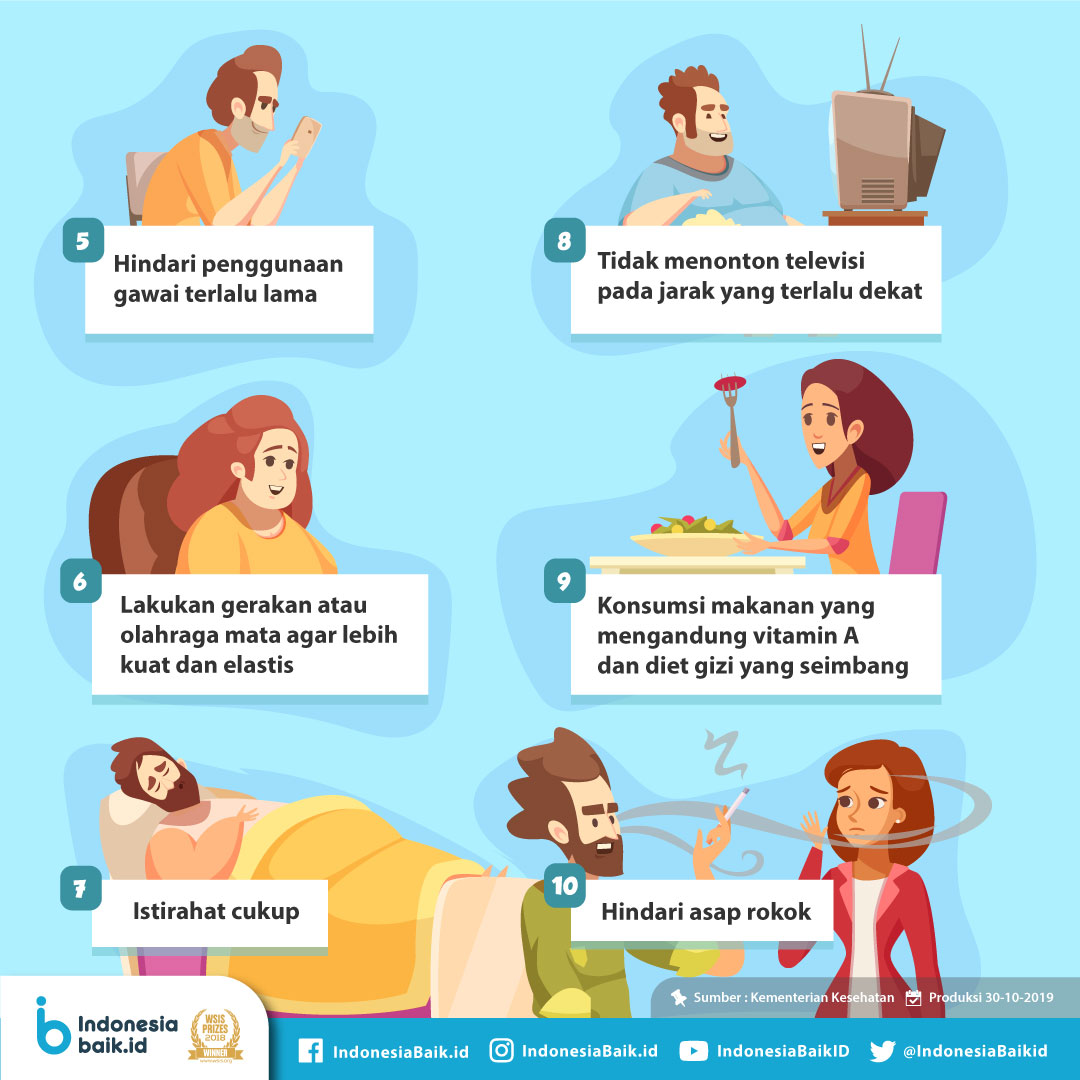 5
Hindari penggunaan
gawai terlalu lama
6
Lakukan gerakan atau
olahraga mata agar lebih
kuat dan elastis
7
Istirahat cukup
8
Tidak menonton televisi
pada jarak yang terlalu dekat
9
Konsumsi makanan yang
mengandung vitamin A
dan diet gizi yang seimbang
10
Hindari asap rokok
Sumber : Kementerian Kesehatan
Produksi 30-10-2019
Indonesia
baik.id
WSIS
PRIZES
2018
WINNER
IndonesiaBaik.id
IndonesiaBaik.id
IndonesiaBaikID
@IndonesiaBaikid